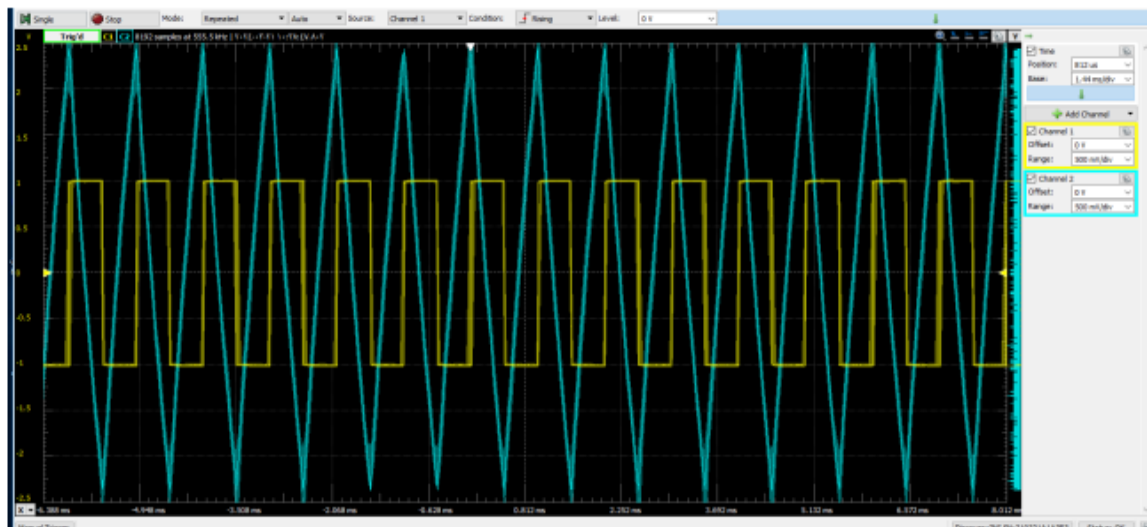 Single Stop Mode: Repeated Auto Source: Channel 1 Condition: Rising Level: 0 V
V Trig'd C1 C2 8192 samples at 555.5 kHz | Y
2.5
2
1.5
1
0.5
0
-0.5
-1
-1.5
-2
-2.5
X -6.388 ms -4.948 ms -3.508 ms -2.068 ms -0.628 ms 0.812 ms 2.252 ms 3.692 ms 5.132 ms 6.572 ms 8.012 ms
Time
Position: 812 us
Base: 1.44 ms/div
Add Channel
Channel 1
Offset: 0 V
Range: 500 mV/div
Channel 2
Offset: 0 V
Range: 500 mV/div
Manual Trigger